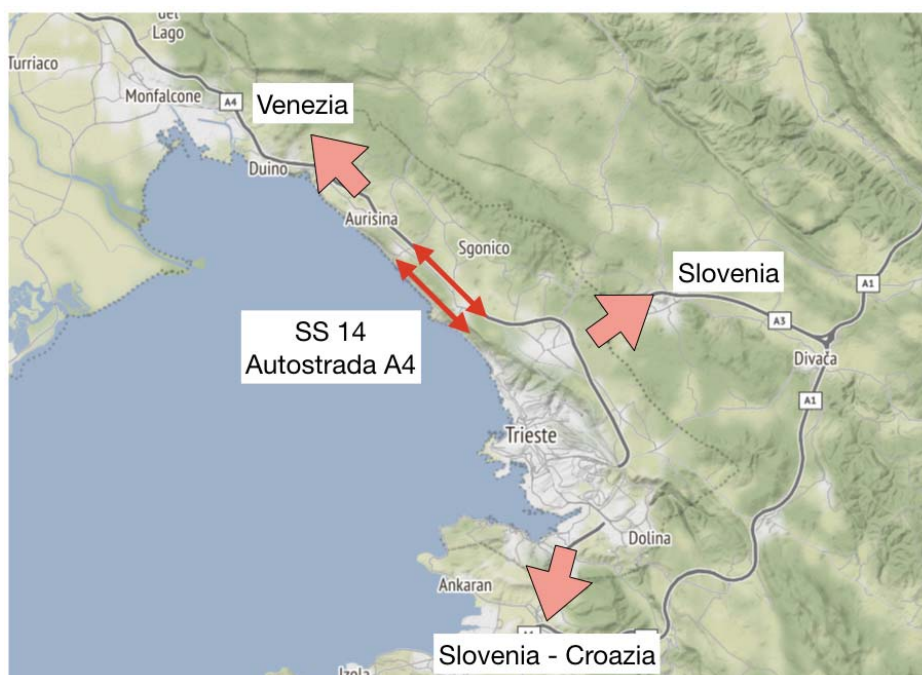 del
Lago
Turriaco
Monfalcone
A4
Venezia
Duino
Aurisina
Sgonico
Slovenia
A1
A3
SS 14
Autostrada A4
Divača
A1
Trieste
Dolina
Ankaran
Slovenia - Croazia
Izola